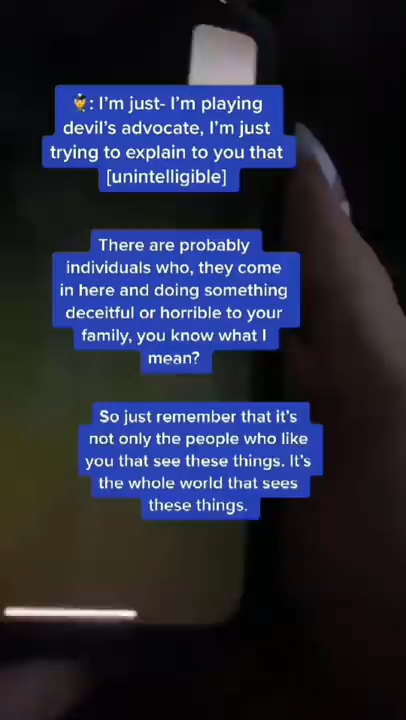 👮: I’m just- I’m playing
devil’s advocate, I’m just
trying to explain to you that
[unintelligible]
There are probably
individuals who, they come
in here and doing something
deceitful or horrible to your
family, you know what I
mean?
So just remember that it’s
not only the people who like
you that see these things. It’s
the whole world that sees
these things.